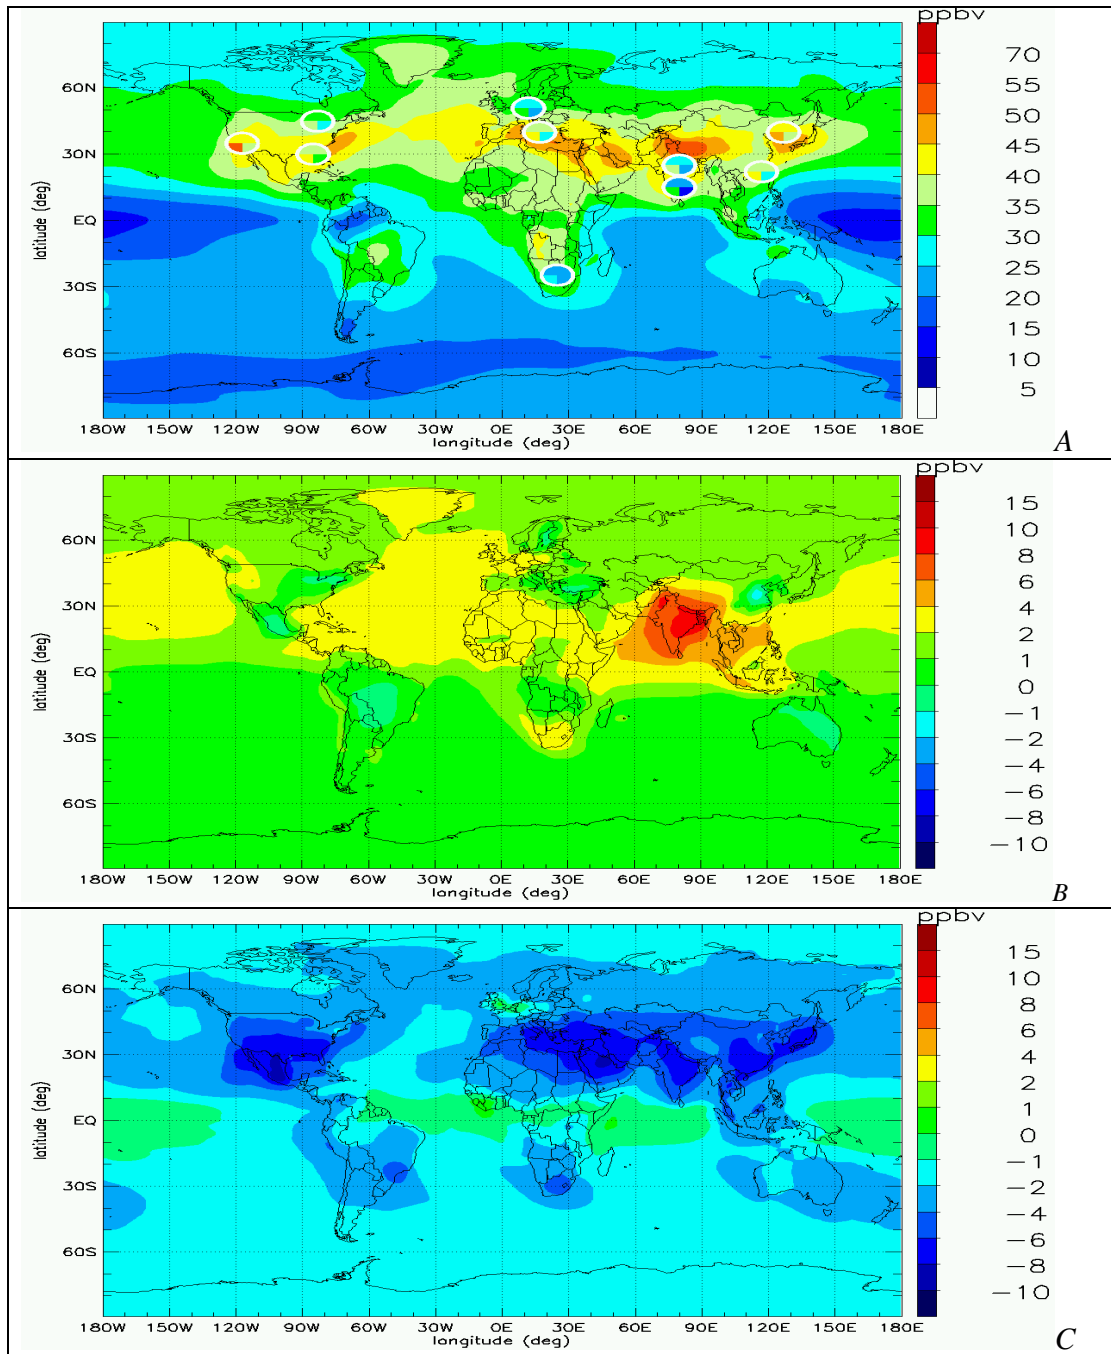 ppbv
70
60N
55
50
latitude (deg)
30N
45
40
EQ
35
30
30S
25
20
60S
15
10
5
180W 150W 120W 90W 60W 30W 0E 30E 60E 90E 120E 150E 180E
longitude (deg)
A
ppbv
15
60N
10
8
latitude (deg)
30N
6
4
2
EQ
1
0
30S
−1
−2
−4
60S
−6
−8
−10
180W 150W 120W 90W 60W 30W 0E 30E 60E 90E 120E 150E 180E
longitude (deg)
B
ppbv
15
60N
10
8
latitude (deg)
30N
6
4
2
EQ
1
0
30S
−1
−2
−4
60S
−6
−8
−10
180W 150W 120W 90W 60W 30W 0E 30E 60E 90E 120E 150E 180E
longitude (deg)
C